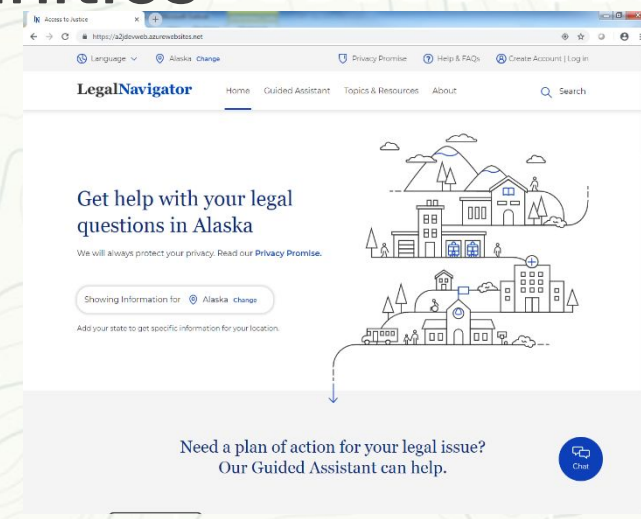 Access to Justice
https://a2jdevweb.azurewebsites.net
Language Alaska Change Privacy Promise Help & FAQs Create Account | Log in
LegalNavigator Home Guided Assistant Topics & Resources About Search
Get help with your legal
questions in Alaska
We will always protect your privacy. Read our Privacy Promise.
Showing Information for Alaska Change
Add your state to get specific information for your location.
Need a plan of action for your legal issue?
Our Guided Assistant can help.
Chat